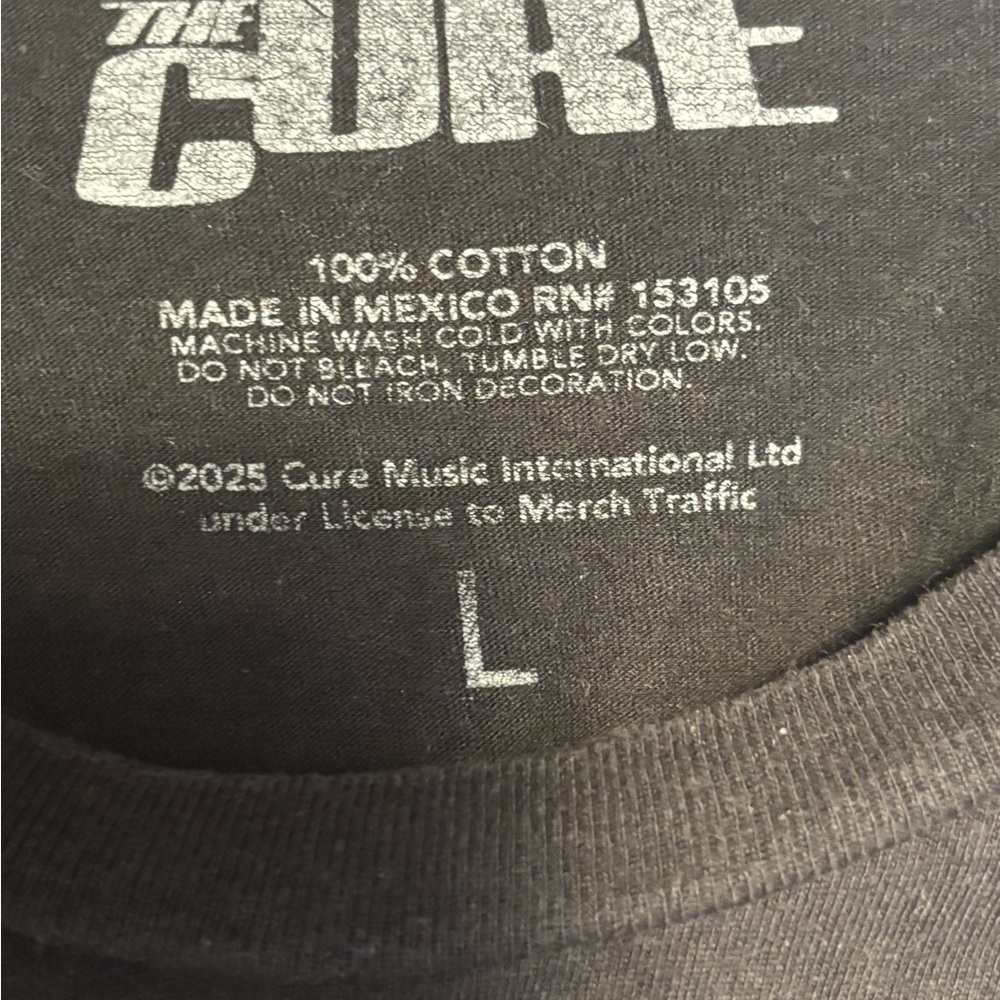 THE
CURE
100% COTTON
MADE IN MEXICO RN# 153105
MACHINE WASH COLD WITH COLORS.
DO NOT BLEACH. TUMBLE DRY LOW.
DO NOT IRON DECORATION.
©2025 Cure Music International Ltd
under License to Merch Traffic
L